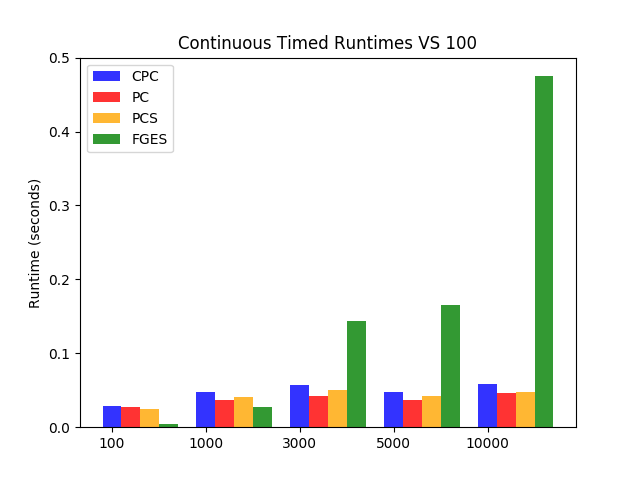 Continuous Timed Runtimes VS 100
CPC
PC
PCS
FGES
Runtime (seconds)
0.5
0.4
0.3
0.2
0.1
0.0
100 1000 3000 5000 10000